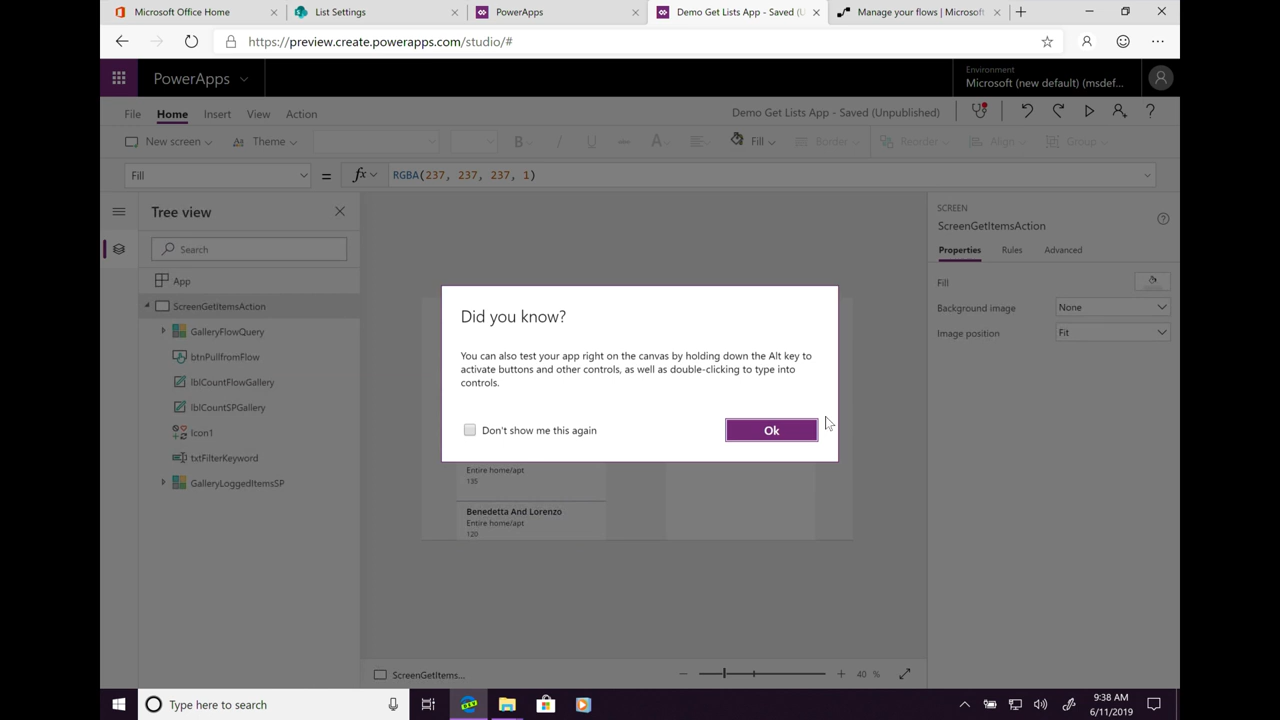 Microsoft Office Home
List Settings
PowerApps
Demo Get Lists App - Saved (U
Manage your flows | Microsoft
https://preview.create.powerapps.com/studio/#
PowerApps
Environment
Microsoft (new default) (msdef...
File
Home
Insert
View
Action
Demo Get Lists App - Saved (Unpublished)
New screen
Theme
B
/
U
A
Fill
Border
Reorder
Align
Group
Fill
=
fx
RGBA(237, 237, 237, 1)
Tree view
Search
App
ScreenGetItemsAction
GalleryFlowQuery
btnPullfromFlow
lblCountFlowGallery
lblCountSPGallery
Icon1
txtFilterKeyword
GalleryLoggedItemsSP
SCREEN
ScreenGetItemsAction
Properties
Rules
Advanced
Fill
Background image
None
Image position
Fit
Did you know?
You can also test your app right on the canvas by holding down the Alt key to
activate buttons and other controls, as well as double-clicking to type into
controls.
Don't show me this again
Ok
Entire home/apt
135
Benedetta And Lorenzo
Entire home/apt
120
ScreenGetItems...
40 %
Type here to search
9:38 AM
6/11/2019